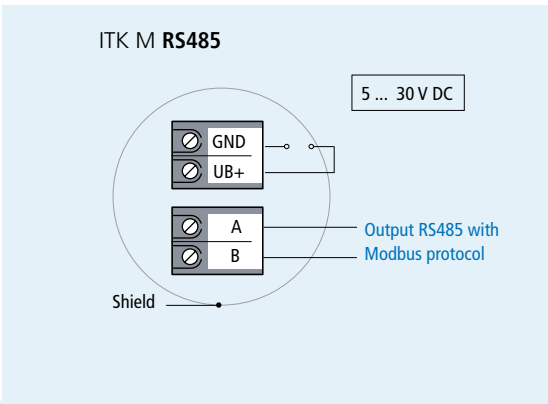 ITK M RS485
5 ... 30 V DC
GND
UB+
A
B
Output RS485 with
Modbus protocol
Shield